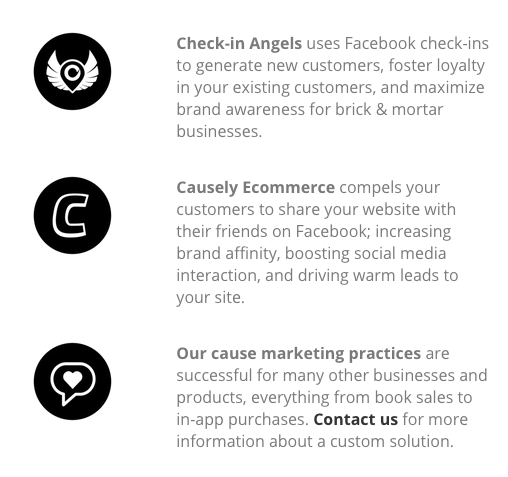 Check-in Angels uses Facebook check-ins
to generate new customers, foster loyalty
in your existing customers, and maximize
brand awareness for brick & mortar
businesses.
C
Causely Ecommerce compels your
customers to share your website with
their friends on Facebook; increasing
brand affinity, boosting social media
interaction, and driving warm leads to
your site.
Our cause marketing practices are
successful for many other businesses and
products, everything from book sales to
in-app purchases. Contact us for more
information about a custom solution.